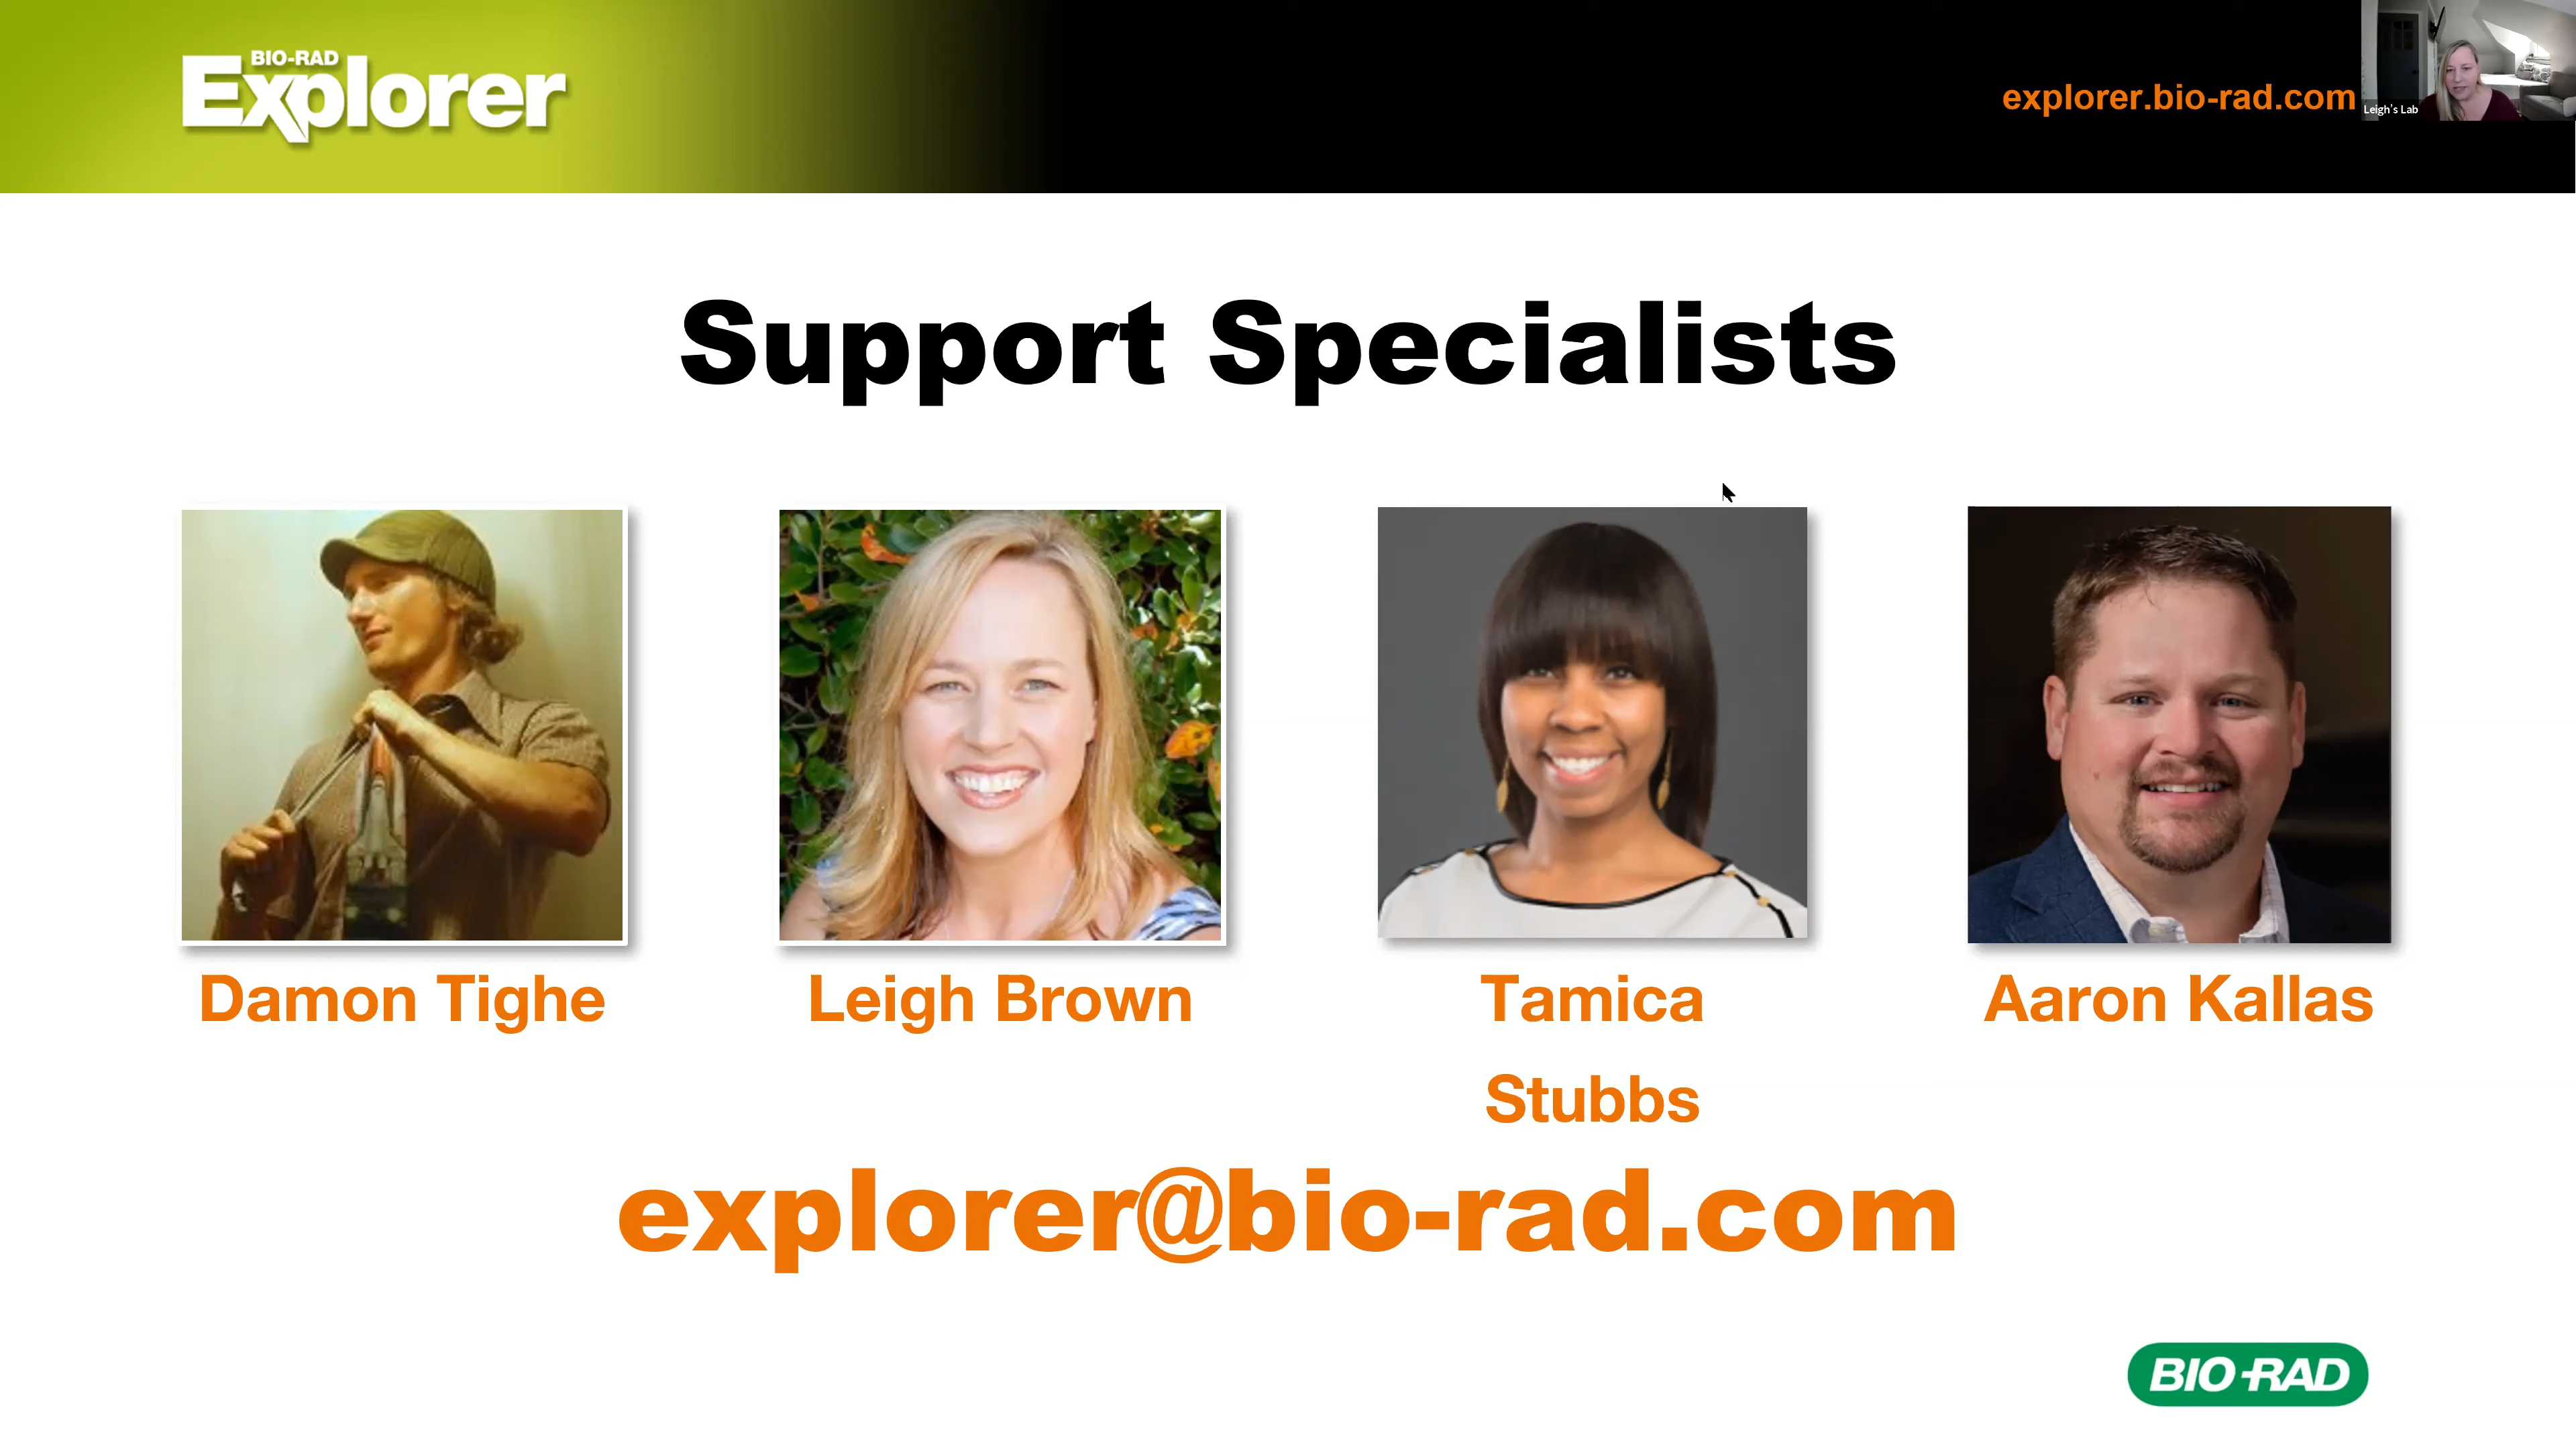 BIO-RAD
Explorer
explorer.bio-rad.com
Leigh's Lab
Support Specialists
Damon Tighe
Leigh Brown
Tamica
Stubbs
Aaron Kallas
explorer@bio-rad.com
BIO-RAD